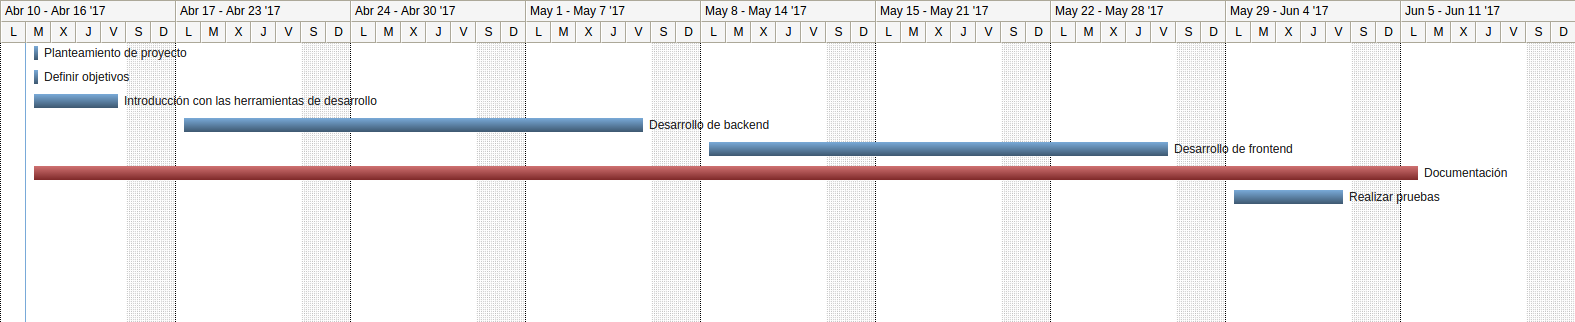 Abr 10 - Abr 16 '17 Abr 17 - Abr 23 '17 Abr 24 - Abr 30 '17 May 1 - May 7 '17 May 8 - May 14 '17 May 15 - May 21 '17 May 22 - May 28 '17 May 29 - Jun 4 '17 Jun 5 - Jun 11 '17
L M X J V S D L M X J V S D L M X J V S D L M X J V S D L M X J V S D L M X J V S D L M X J V S D L M X J V S D L M X J V S D
Planteamiento de proyecto
Definir objetivos
Introducción con las herramientas de desarrollo
Desarrollo de backend
Desarrollo de frontend
Documentación
Realizar pruebas